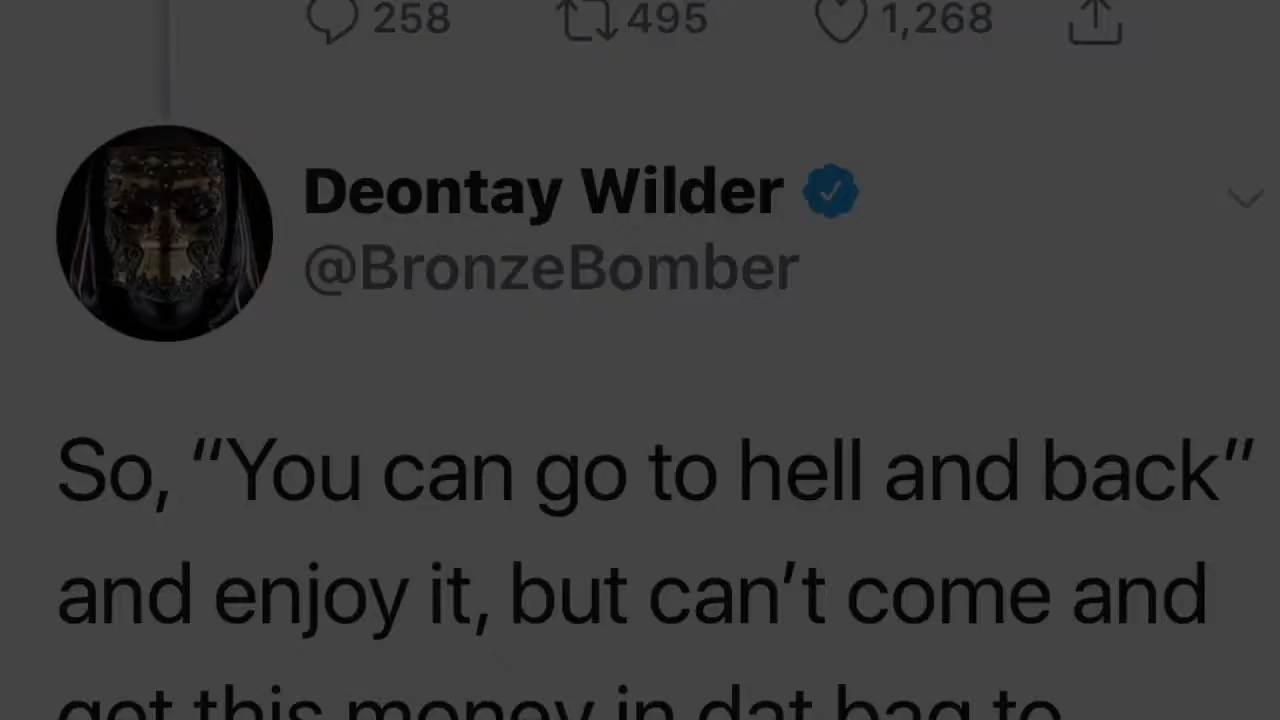 258 495 1,268
Deontay Wilder
@BronzeBomber
So, “You can go to hell and back”
and enjoy it, but can’t come and
get this money in dat bag to